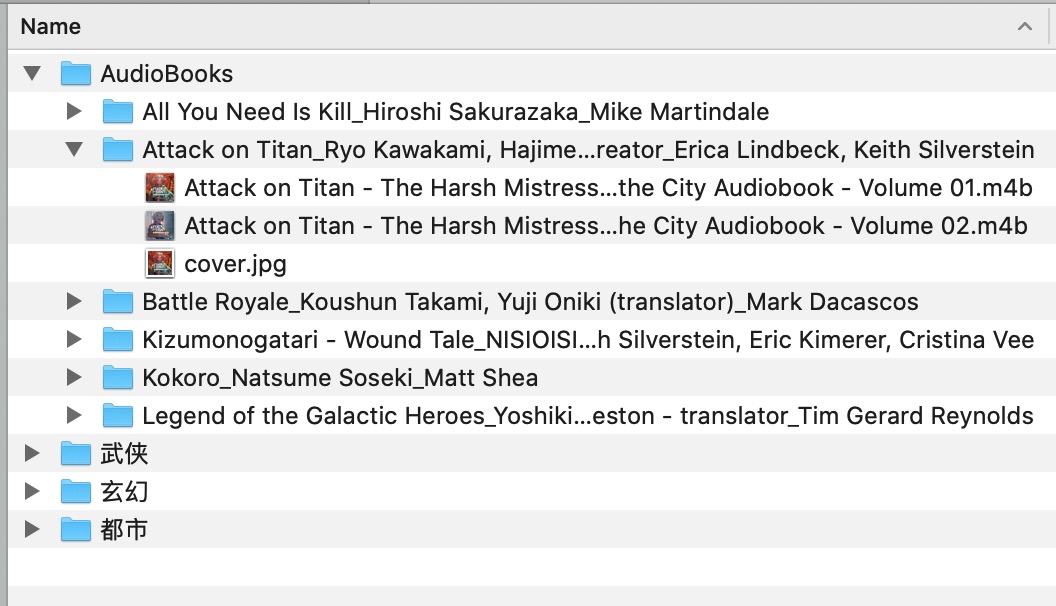 Name
AudioBooks
All You Need Is Kill_Hiroshi Sakurazaka_Mike Martindale
Attack on Titan_Ryo Kawakami, Hajime...reator_Erica Lindbeck, Keith Silverstein
Attack on Titan - The Harsh Mistress...the City Audiobook - Volume 01.m4b
Attack on Titan - The Harsh Mistress...he City Audiobook - Volume 02.m4b
cover.jpg
Battle Royale_Koushun Takami, Yuji Oniki (translator)_Mark Dacascos
Kizumonogatari - Wound Tale_NISIOISI...h Silverstein, Eric Kimerer, Cristina Vee
Kokoro_Natsume Soseki_Matt Shea
Legend of the Galactic Heroes_Yoshiki...eston - translator_Tim Gerard Reynolds
武侠
玄幻
都市